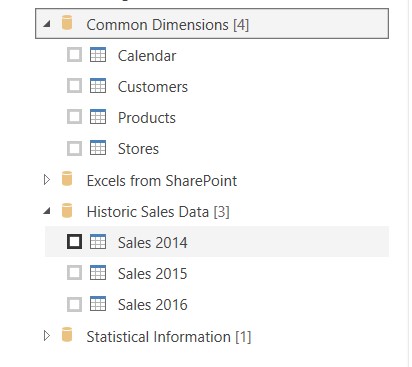 Common Dimensions [4]
Calendar
Customers
Products
Stores
Excels from SharePoint
Historic Sales Data [3]
Sales 2014
Sales 2015
Sales 2016
Statistical Information [1]